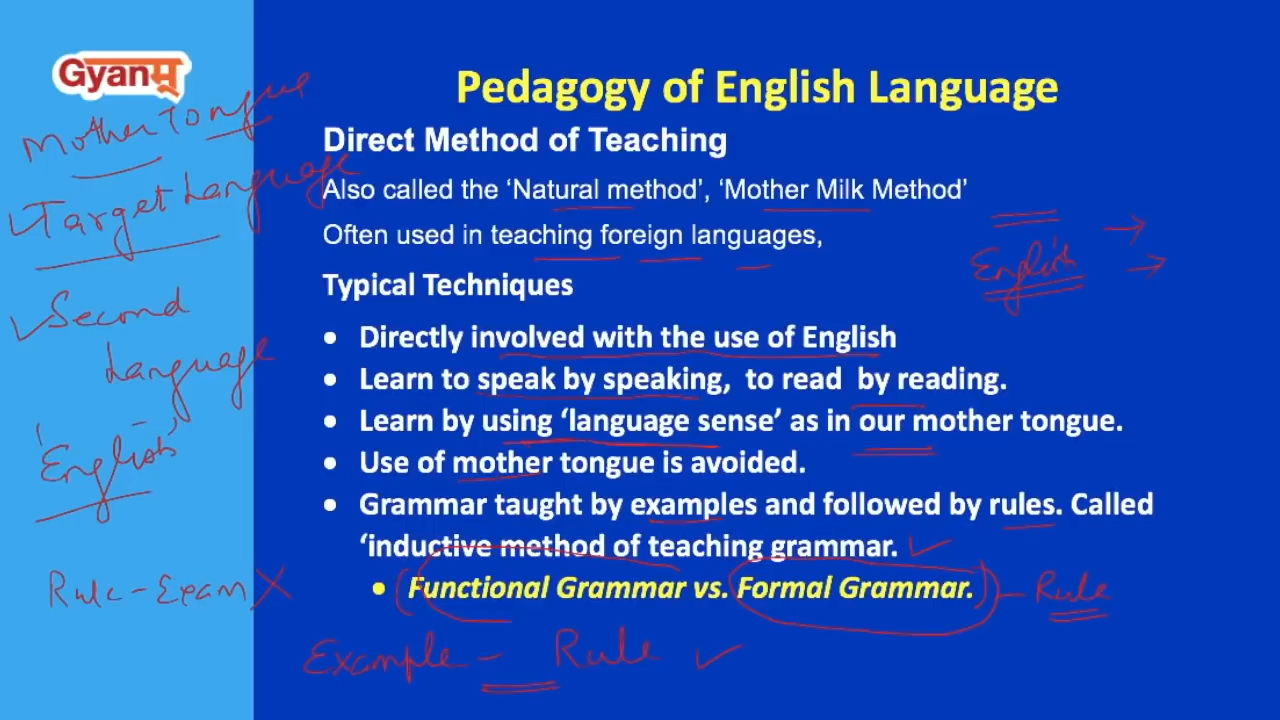 Gyanमू
Pedagogy of English Language
Direct Method of Teaching
Also called the ‘Natural method’, ‘Mother Milk Method’
Often used in teaching foreign languages,
Typical Techniques
• Directly involved with the use of English
• Learn to speak by speaking,  to read  by reading.
• Learn by using ‘language sense’ as in our mother tongue.
• Use of mother tongue is avoided.
• Grammar taught by examples and followed by rules. Called
‘inductive method of teaching grammar.
• Functional Grammar vs. Formal Grammar.
Mother Tongue
Target Language
Second
Language
'English'
Rule - Exam X
English
Rule
Example - Rule ✓